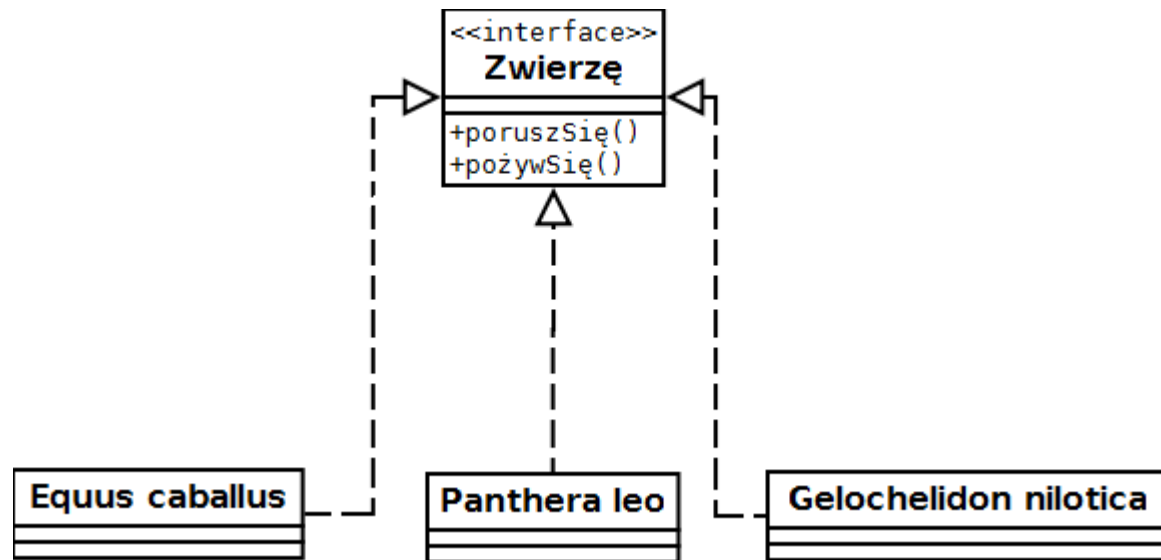 <<interface>>
Zwierzę
+poruszSię()
+pożywSię()
Equus caballus
Panthera leo
Gelochelidon nilotica